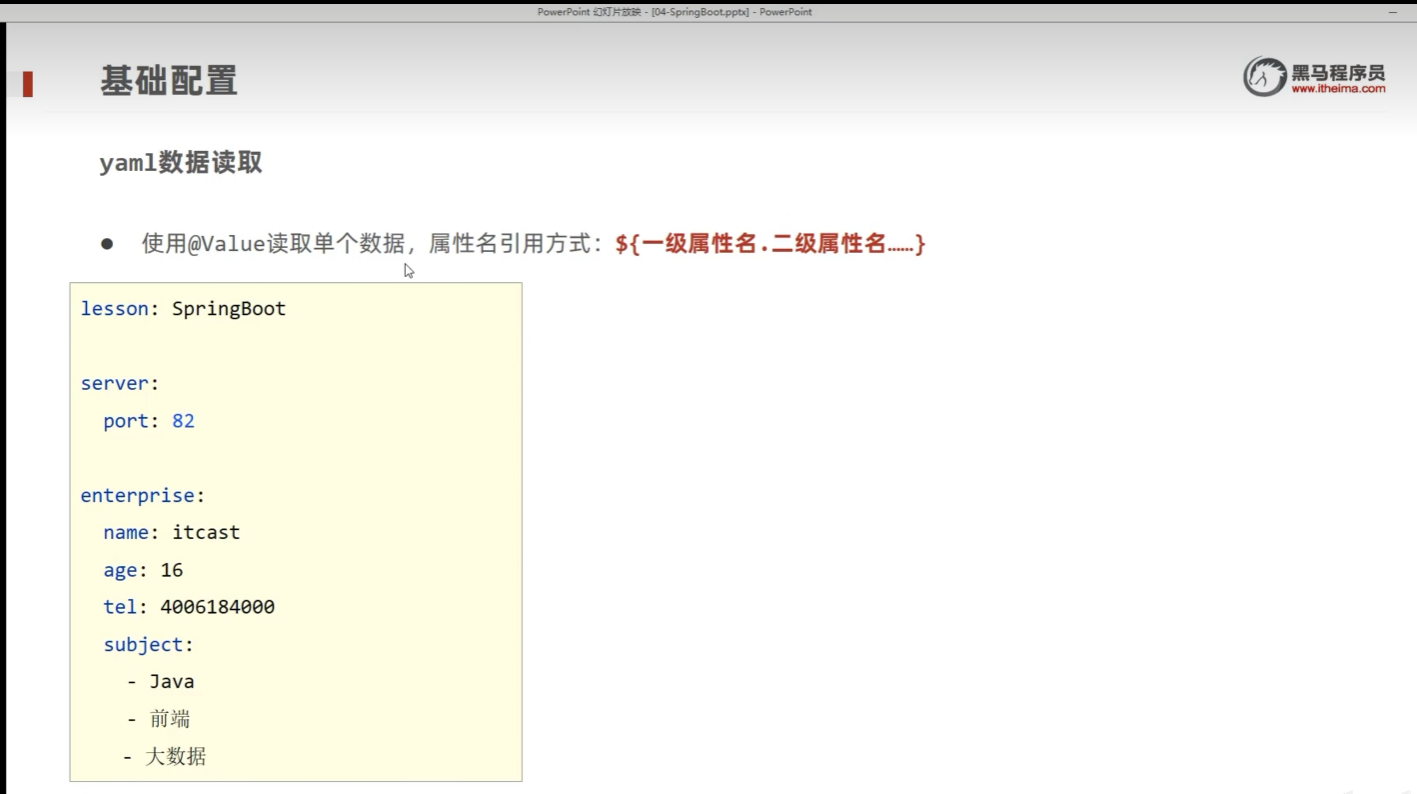 PowerPoint 幻灯片放映 - [04-SpringBoot.pptx] - PowerPoint
基础配置
黑马程序员
www.itheima.com
yaml数据读取
● 使用@Value读取单个数据，属性名引用方式：${一级属性名.二级属性名……}
lesson: SpringBoot
server:
port: 82
enterprise:
name: itcast
age: 16
tel: 4006184000
subject:
- Java
- 前端
- 大数据